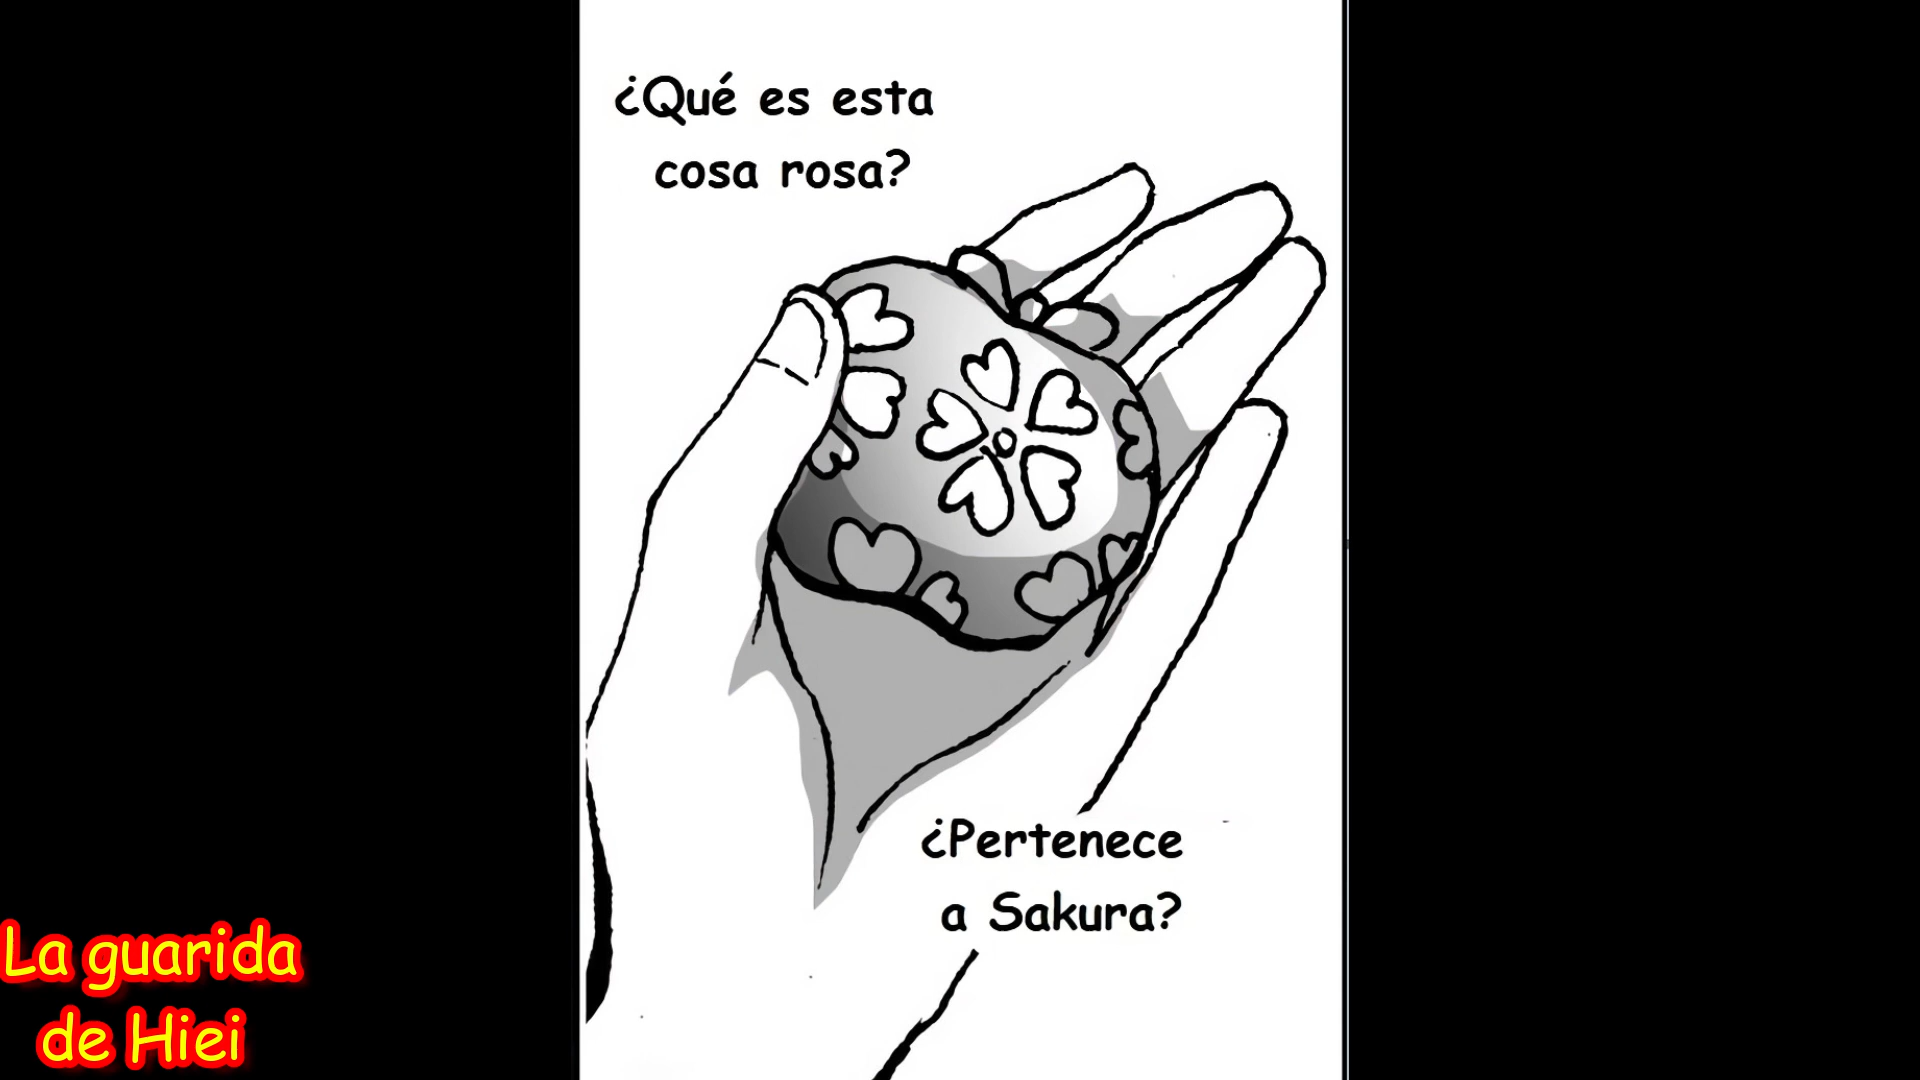 ¿Qué es esta
cosa rosa?
¿Pertenece
a Sakura?
La guarida
de Hiei